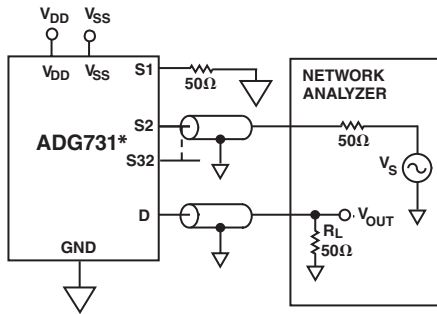 VDD VSS
VDD VSS
S1
50Ω
NETWORK
ANALYZER
S2
50Ω
ADG731*
VS
S32
D
VOUT
RL
50Ω
GND